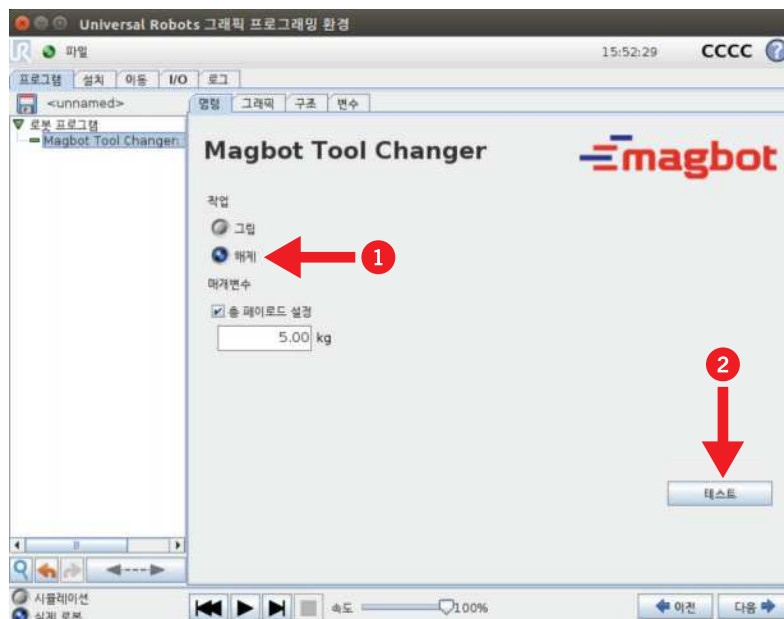 Universal Robots 그래픽 프로그래밍 환경
파일
15:52:29
CCCC
?
프로그램 설치 이동 I/O 로그
<unnamed>
명령 그래픽 구조 변수
로봇 프로그램
Magbot Tool Changer:
Magbot Tool Changer
magbot
작업
그립
해제
1
매개변수
총 페이로드 설정
5.00 kg
2
테스트
시뮬레이션
실제 로봇
속도
100%
이전
다음